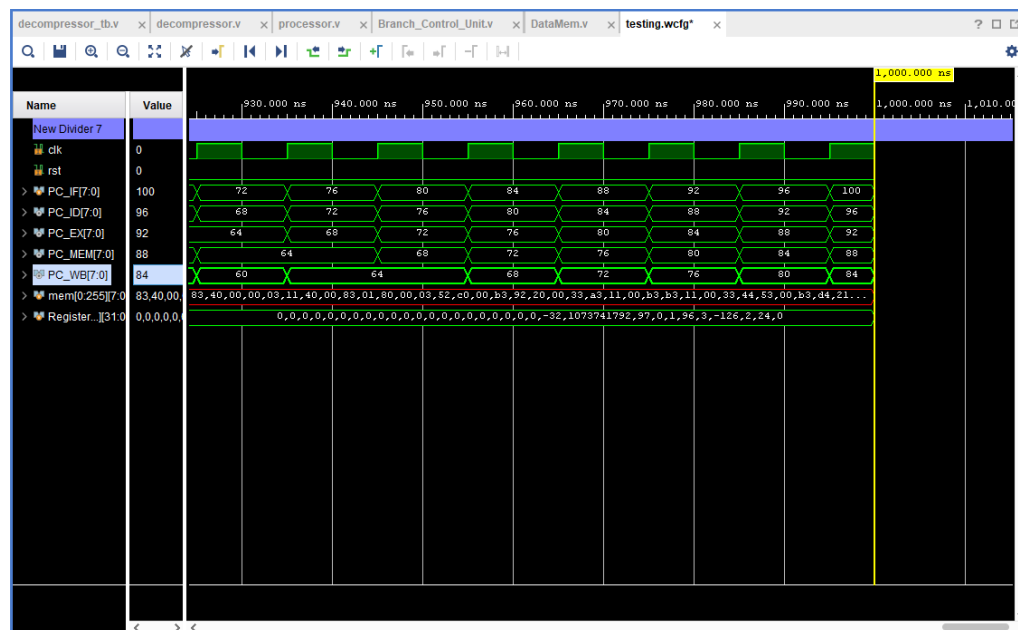 decompressor_tb.v × decompressor.v × processor.v × Branch_Control_Unit.v × DataMem.v × testing.wcfg* × ?
1,000.000 ns
Name Value 930.000 ns 940.000 ns 950.000 ns 960.000 ns 970.000 ns 980.000 ns 990.000 ns 1,000.000 ns 1,010.00
New Divider 7
clk 0
rst 0
PC_IF[7:0] 100 72 76 80 84 88 92 96 100
PC_ID[7:0] 96 68 72 76 80 84 88 92 96
PC_EX[7:0] 92 64 68 72 76 80 84 88 92
PC_MEM[7:0] 88 64 68 72 76 80 84 88
PC_WB[7:0] 84 60 64 68 72 76 80 84
mem[0:255][7:0 83,40,00, 83,40,00,00,03,11,40,00,83,01,80,00,03,52,c0,00,b3,92,20,00,33,a3,11,00,b3,b3,11,00,33,44,53,00,b3,d4,21...
Register...][31:0 0,0,0,0,0,0 0,0,0,0,0,0,0,0,0,0,0,0,0,0,0,0,0,0,0,0,-32,1073741792,97,0,1,96,3,-126,2,24,0